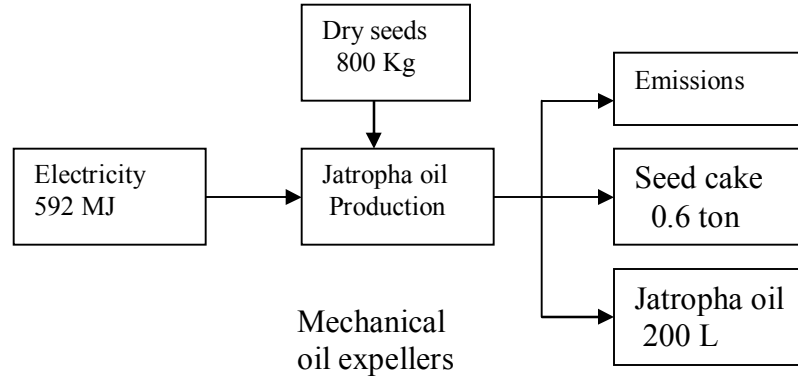 Dry seeds
800 Kg
Emissions
Electricity
592 MJ
Jatropha oil
Production
Seed cake
0.6 ton
Jatropha oil
200 L
Mechanical
oil expellers